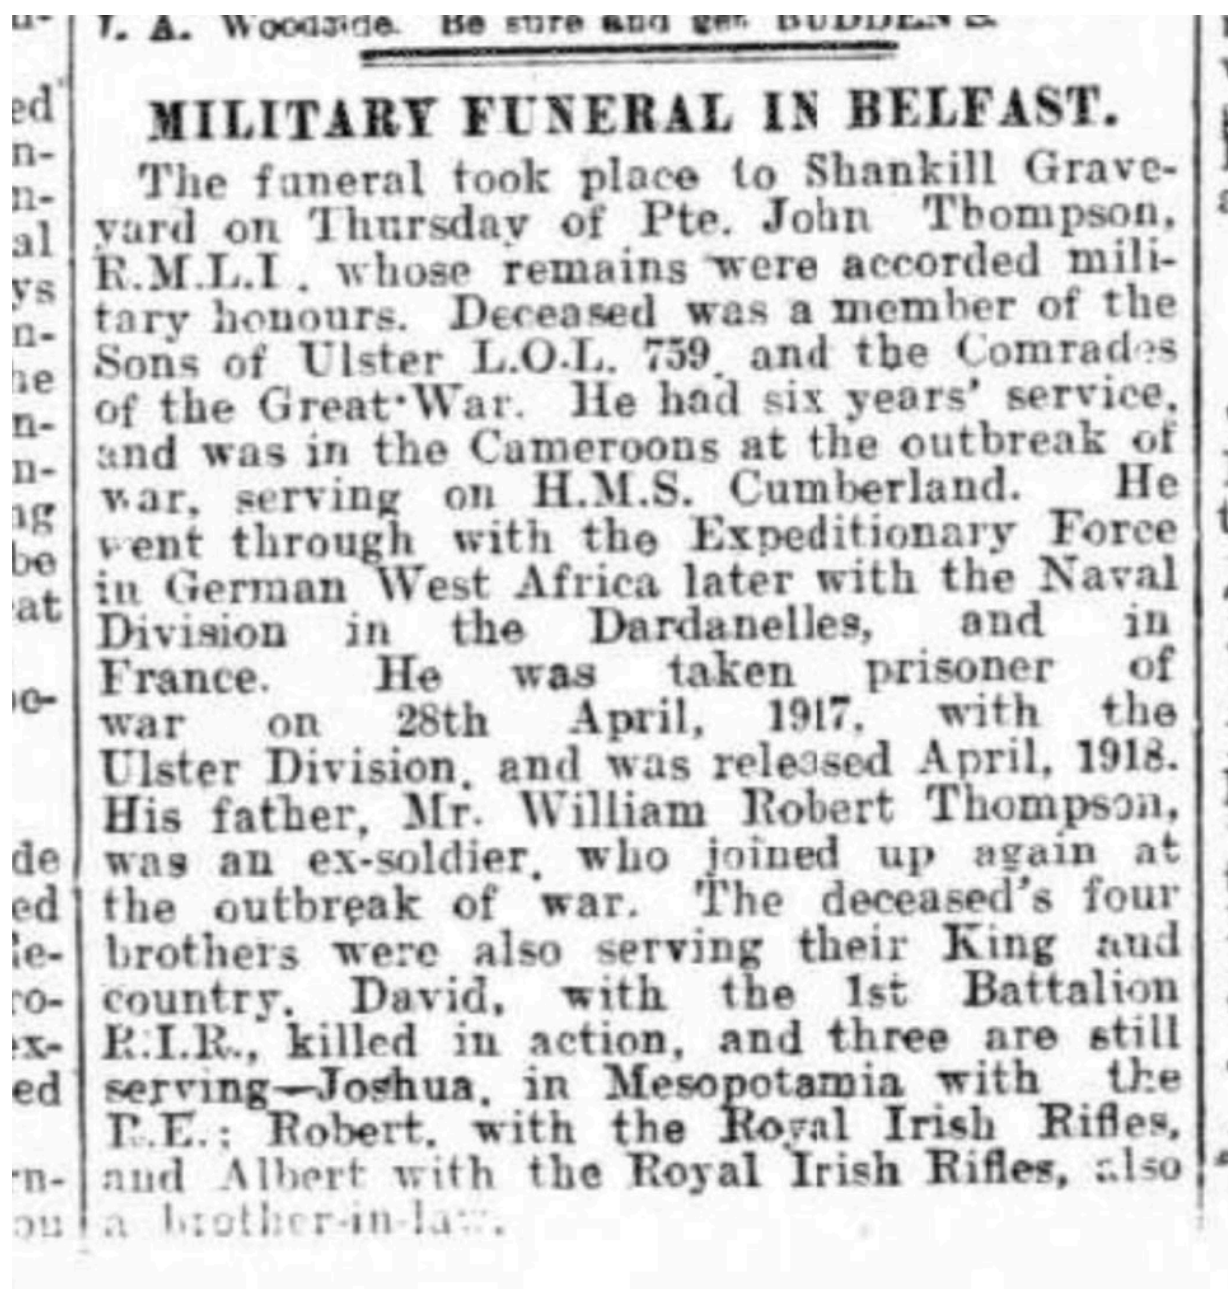 J. A. Woodside. Be sure and get BUDDEN'S.
MILITARY FUNERAL IN BELFAST.
The funeral took place to Shankill Grave-
yard on Thursday of Pte. John Thompson,
R.M.L.I., whose remains were accorded mili-
tary honours. Deceased was a member of the
Sons of Ulster L.O.L. 759, and the Comrades
of the Great War. He had six years' service,
and was in the Cameroons at the outbreak of
war, serving on H.M.S. Cumberland. He
went through with the Expeditionary Force
in German West Africa later with the Naval
Division in the Dardanelles, and in
France. He was taken prisoner of
war on 28th April, 1917, with the
Ulster Division, and was released April, 1918.
His father, Mr. William Robert Thompson,
was an ex-soldier, who joined up again at
the outbreak of war. The deceased's four
brothers were also serving their King and
country. David, with the 1st Battalion
R.I.R., killed in action, and three are still
serving—Joshua, in Mesopotamia with the
R.E.; Robert, with the Royal Irish Rifles,
and Albert with the Royal Irish Rifles, also
a brother-in-law.